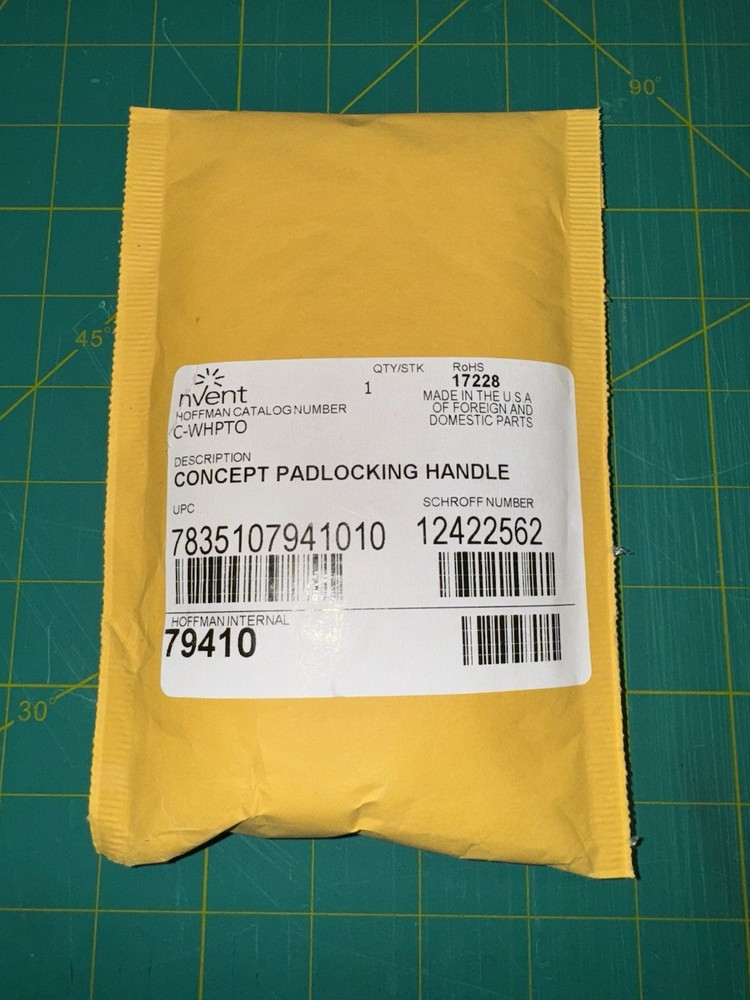 90°
45°
nVent
QTY/STK
1
RoHS
17228
MADE IN THE U.S.A
OF FOREIGN AND
DOMESTIC PARTS
HOFFMAN CATALOG NUMBER
C-WHPTO
DESCRIPTION
CONCEPT PADLOCKING HANDLE
UPC
SCHROFF NUMBER
7835107941010
12422562
HOFFMAN INTERNAL
79410
30°